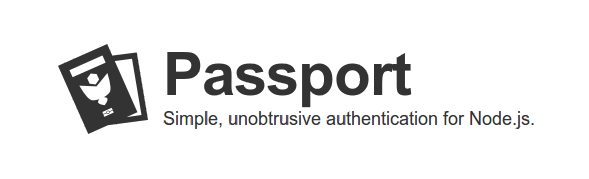 Passport
Simple, unobtrusive authentication for Node.js.